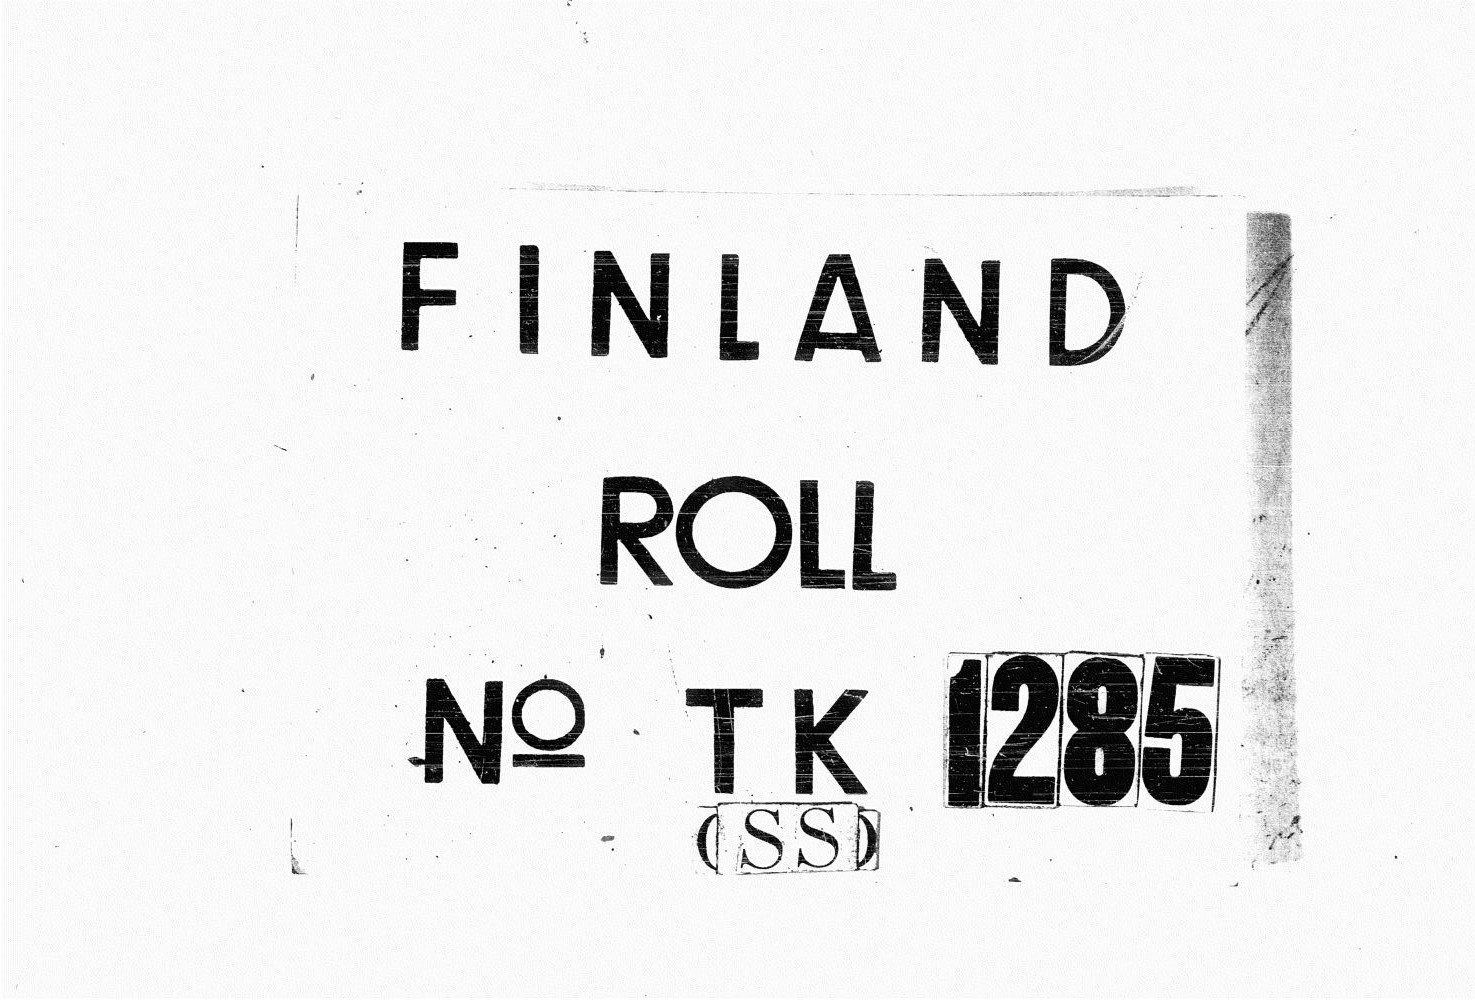 FINLAND
ROLL
Nº TK 1285
(SS)